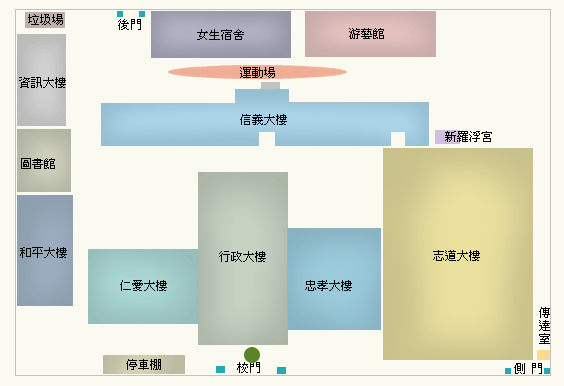 垃圾場
後門
女生宿舍
游藝館
運動場
資訊大樓
信義大樓
新羅浮宮
圖書館
和平大樓
行政大樓
志道大樓
仁愛大樓
忠孝大樓
傳達室
停車棚
校門
側門